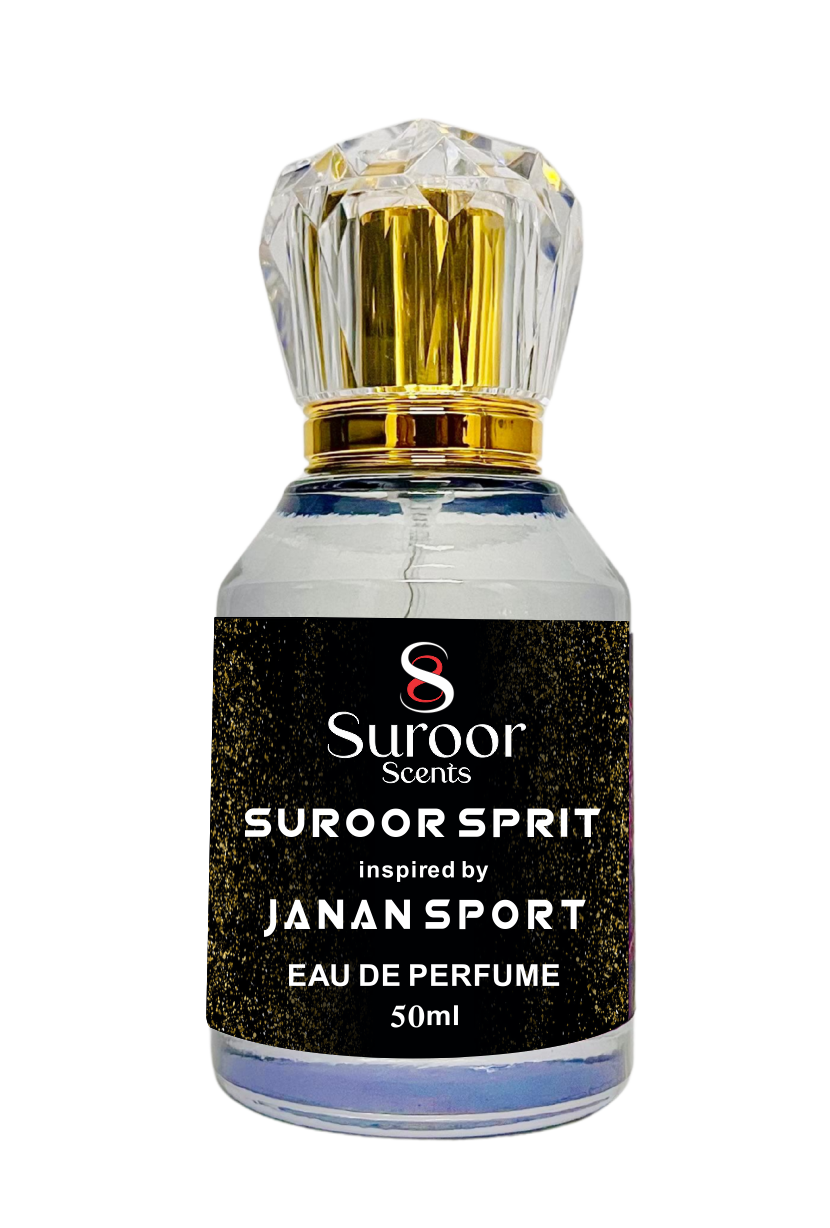 Suroor
Scents
SUROOR SPRIT
inspired by
JANAN SPORT
EAU DE PERFUME
50ml